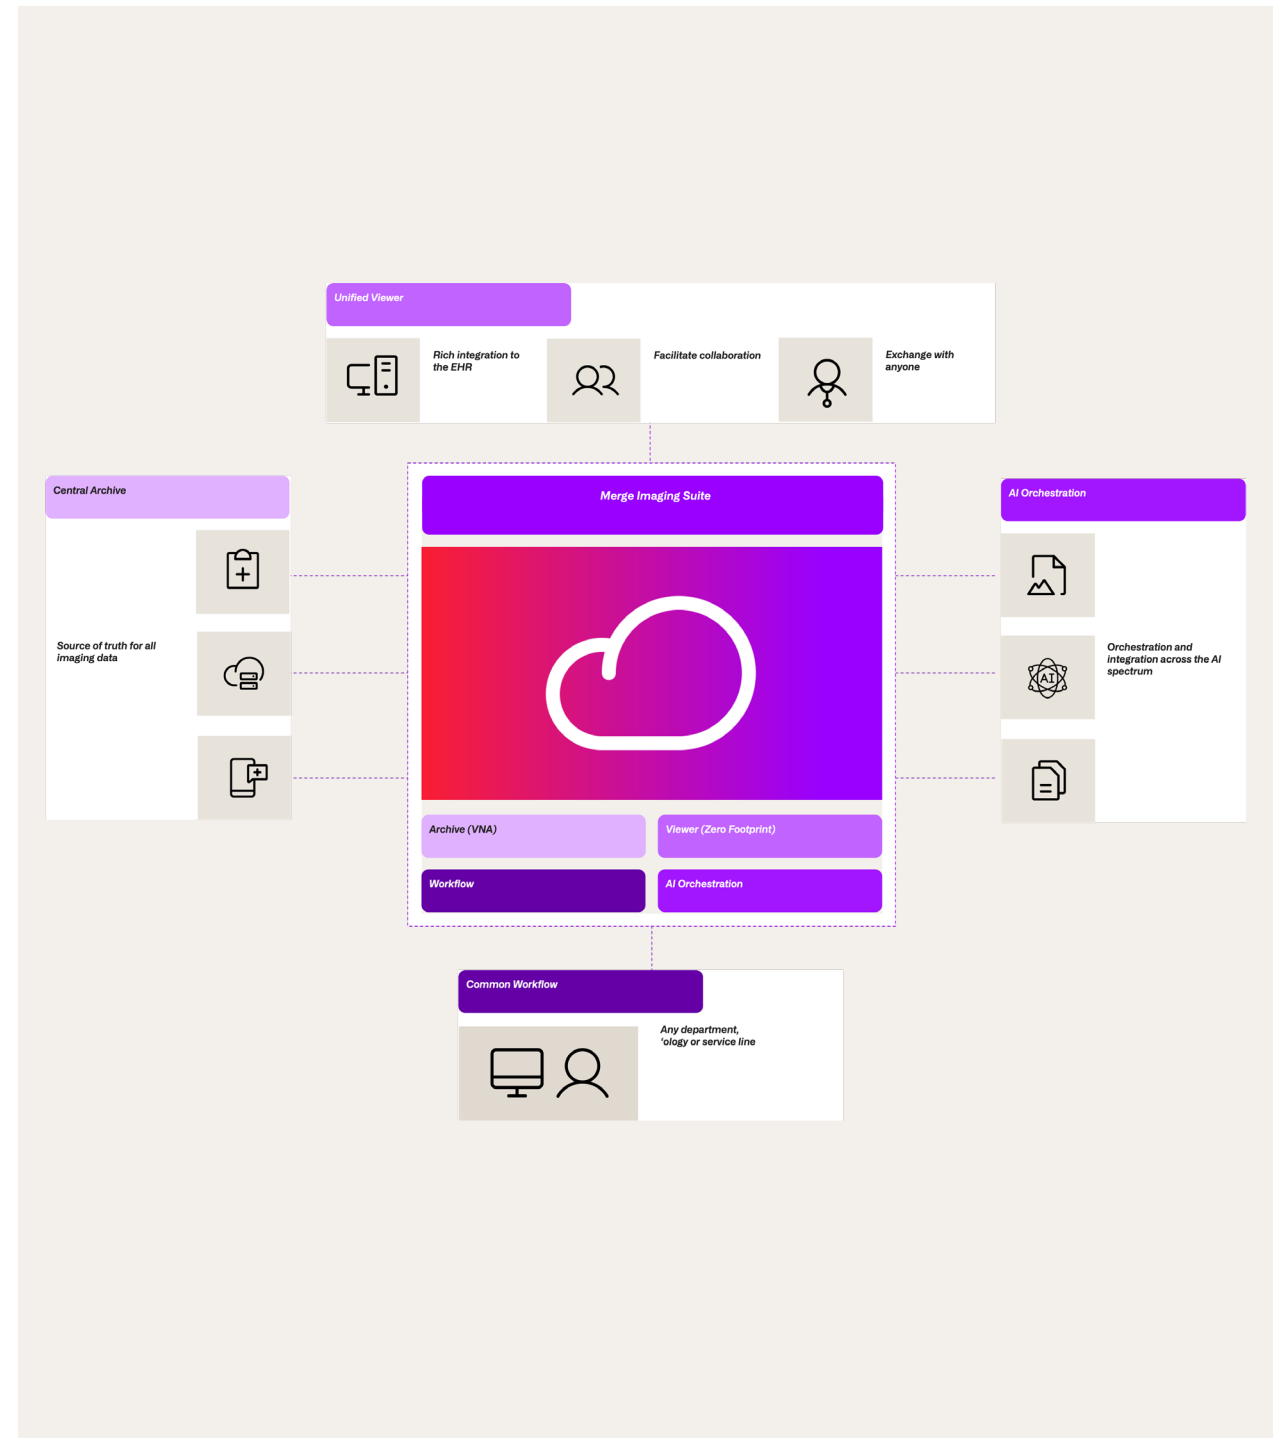 Unified Viewer
Rich integration to
the EHR
Facilitate collaboration
Exchange with
anyone
Central Archive
Source of truth for all
imaging data
Merge Imaging Suite
Archive (VNA)
Viewer (Zero Footprint)
Workflow
AI Orchestration
AI Orchestration
AI
Orchestration and
integration across the AI
spectrum
Common Workflow
Any department,
‘ology or service line